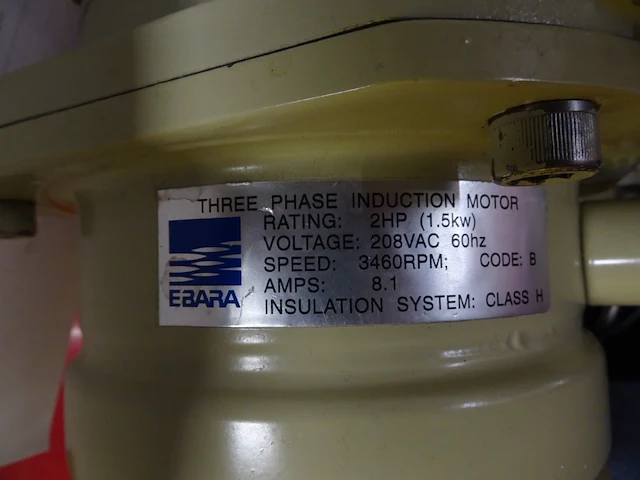 THREE PHASE INDUCTION MOTOR
RATING: 2HP (1.5kw)
VOLTAGE: 208VAC 60hz
SPEED: 3460RPM; CODE: B
AMPS: 8.1
INSULATION SYSTEM: CLASS H
EBARA